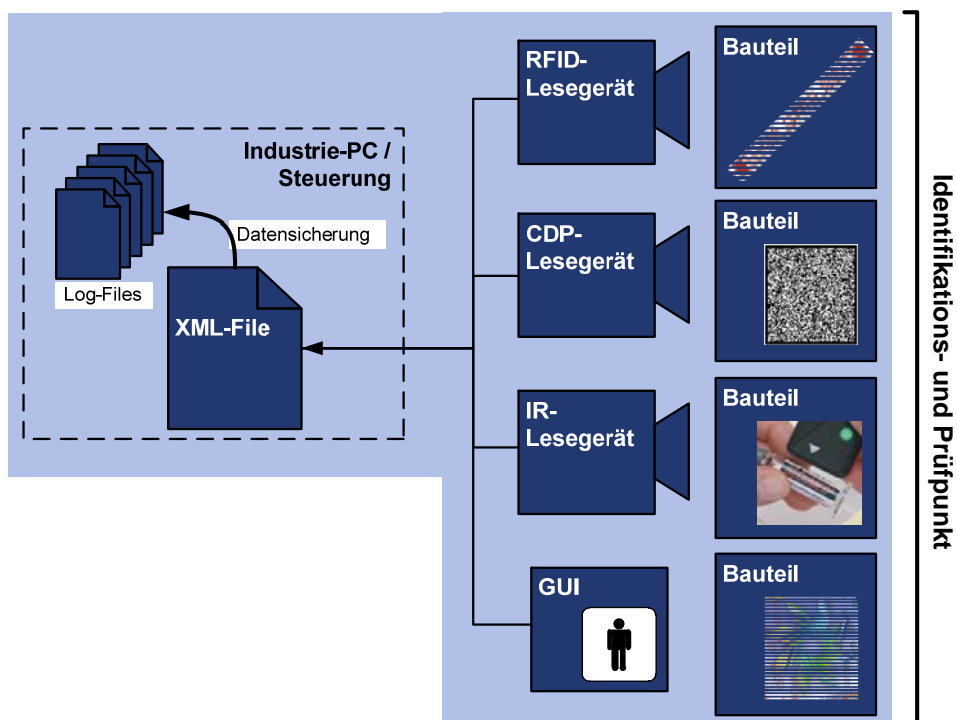 Industrie-PC /
Steuerung
Datensicherung
Log-Files
XML-File
RFID-
Lesegerät
Bauteil
CDP-
Lesegerät
Bauteil
IR-
Lesegerät
Bauteil
GUI
Bauteil
Identifikations- und Prüfpunkt